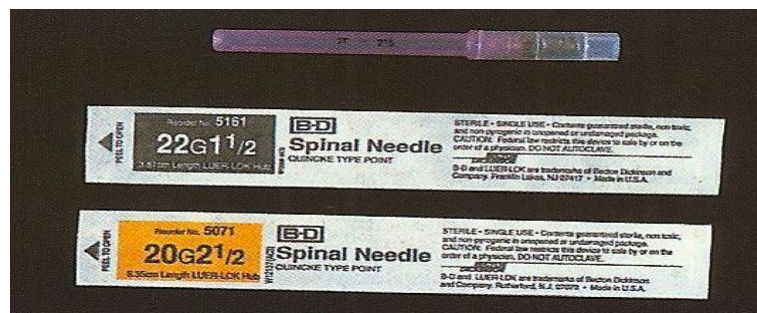 Reorder No. 5161
22G1 1/2
3.81cm Length LUER-LOK Hub
PEEL TO OPEN
B-D
Spinal Needle
QUINCKE TYPE POINT
STERILE • SINGLE USE • Contents guaranteed sterile, non toxic,
and non pyrogenic in unopened or undamaged package.
CAUTION: Federal law restricts this device to sale by or on the
order of a physician. DO NOT AUTOCLAVE.
B-D and LUER-LOK are trademarks of Becton Dickinson and
Company. Franklin Lakes, NJ 07417 • Made in U.S.A.
Reorder No. 5071
20G2 1/2
6.35cm Length LUER-LOK Hub
PEEL TO OPEN
B-D
Spinal Needle
QUINCKE TYPE POINT
STERILE • SINGLE USE • Contents guaranteed sterile, non toxic,
and non pyrogenic in unopened or undamaged package.
CAUTION: Federal law restricts this device to sale by or on the
order of a physician. DO NOT AUTOCLAVE.
B-D and LUER-LOK are trademarks of Becton Dickinson
and Company. Rutherford, N.J. 07070 • Made in U.S.A.